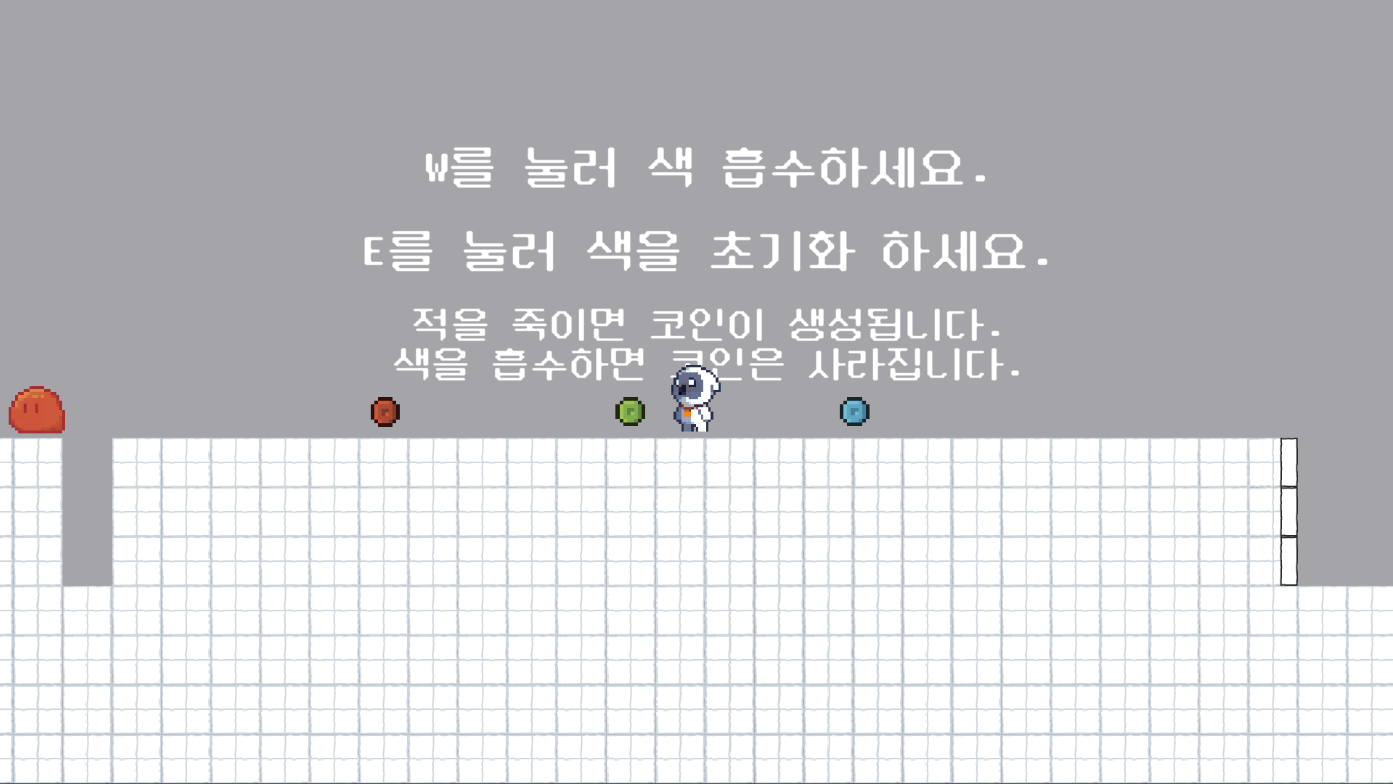 W를 눌러 색 흡수하세요.
E를 눌러 색을 초기화 하세요.
적을 죽이면 코인이 생성됩니다.
색을 흡수하면 코인은 사라집니다.